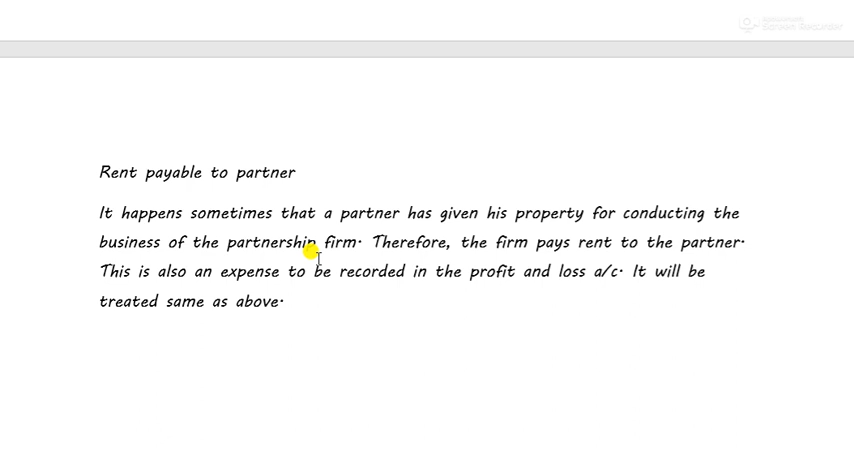 Screen Recorder
Rent payable to partner
It happens sometimes that a partner has given his property for conducting the
business of the partnership firm. Therefore, the firm pays rent to the partner.
This is also an expense to be recorded in the profit and loss a/c. It will be
treated same as above.